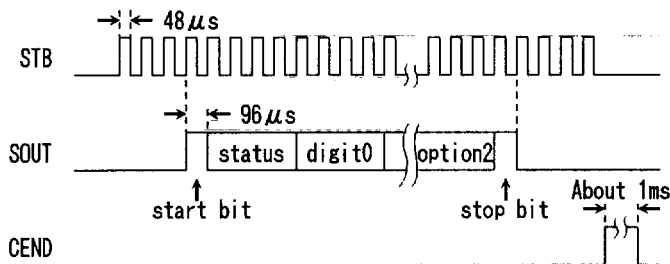 48μs
STB
96μs
SOUT status digit0 option2
About 1ms
start bit stop bit
CEND